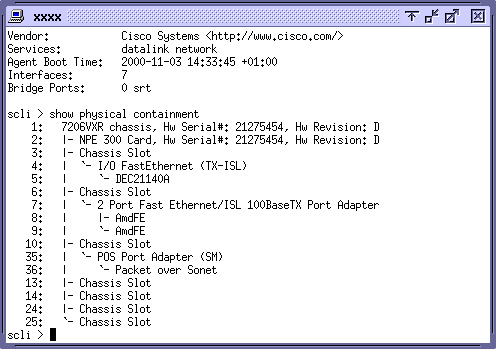 xxxx
Vendor:           Cisco Systems <http://www.cisco.com/>
Services:         datalink network
Agent Boot Time:  2000-11-03 14:33:45 +01:00
Interfaces:       7
Bridge Ports:     0 srt
scli > show physical containment
   1:   7206VXR chassis, Hw Serial#: 21275454, Hw Revision: D
   2:   |- NPE 300 Card, Hw Serial#: 21275454, Hw Revision: D
   3:   |- Chassis Slot
   4:   |  `- I/O FastEthernet (TX-ISL)
   5:   |     `- DEC21140A
   6:   |- Chassis Slot
   7:   |  `- 2 Port Fast Ethernet/ISL 100BaseTX Port Adapter
   8:   |     |- AmdFE
   9:   |     `- AmdFE
  10:   |- Chassis Slot
  35:   |  `- POS Port Adapter (SM)
  36:   |     `- Packet over Sonet
  13:   |- Chassis Slot
  14:   |- Chassis Slot
  24:   |- Chassis Slot
  25:   `- Chassis Slot
scli >